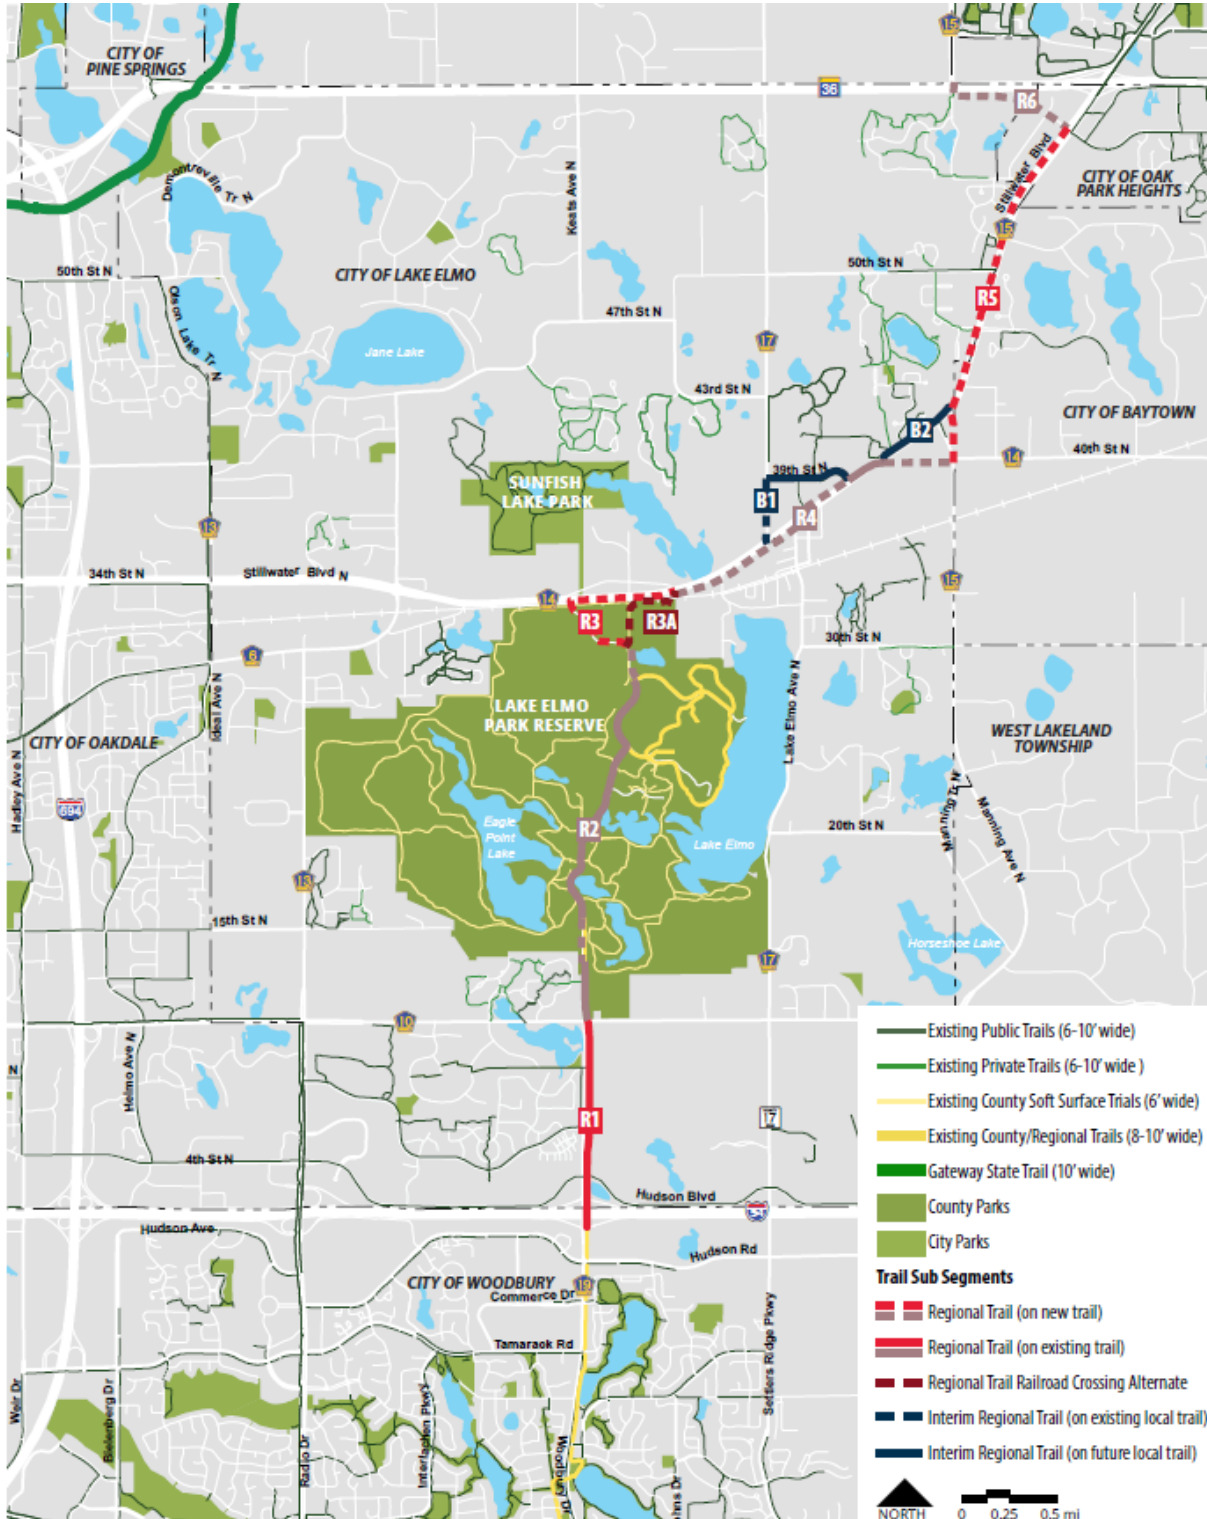 CITY OF
PINE SPRINGS
15
36
R6
Stillwater Blvd
CITY OF OAK
PARK HEIGHTS
Demontreville Tr N
Keats Ave N
15
50th St N
CITY OF LAKE ELMO
50th St N
R5
Olson Lake Tr N
47th St N
17
Jane Lake
43rd St N
CITY OF BAYTOWN
B2
40th St N
14
39th St N
SUNFISH
LAKE PARK
B1
R4
13
34th St N
Stillwater Blvd N
14
15
R3
R3A
30th St N
6
Ideal Ave N
LAKE ELMO
PARK RESERVE
Lake Elmo Ave N
WEST LAKELAND
TOWNSHIP
CITY OF OAKDALE
Hadley Ave N
694
Eagle
Point
Lake
R2
Lake Elmo
20th St N
Manning Tr N
Manning Ave N
13
15th St N
17
Horseshoe Lake
10
Helmo Ave N
N
R1
17
4th St N
Hudson Blvd
Hudson Ave
Hudson Rd
CITY OF WOODBURY
19
Commerce Dr
Tamarack Rd
Settlers Ridge Pkwy
Weir Dr
Bielenberg Dr
Radio Dr
Interlachen Pkwy
Woodbury Dr
ohns Dr
Existing Public Trails (6-10' wide)
Existing Private Trails (6-10' wide )
Existing County Soft Surface Trials (6' wide)
Existing County/Regional Trails (8-10' wide)
Gateway State Trail (10' wide)
County Parks
City Parks
Trail Sub Segments
Regional Trail (on new trail)
Regional Trail (on existing trail)
Regional Trail Railroad Crossing Alternate
Interim Regional Trail (on existing local trail)
Interim Regional Trail (on future local trail)
NORTH
0 0.25 0.5 mi